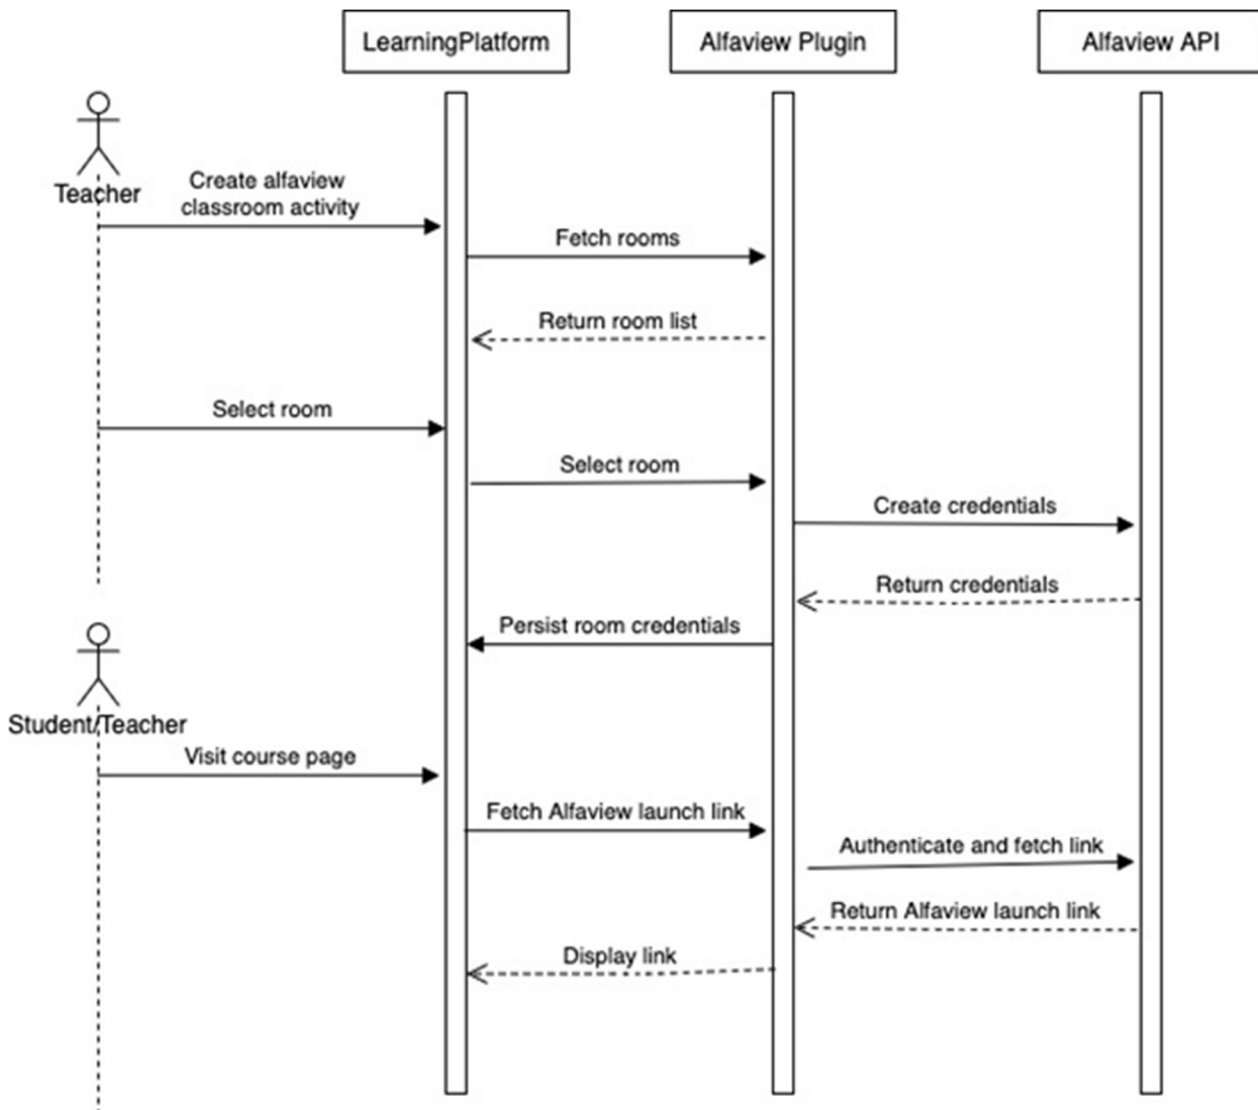 LearningPlatform
Alfaview Plugin
Alfaview API
Teacher
Create alfaview
classroom activity
Fetch rooms
Return room list
Select room
Select room
Create credentials
Return credentials
Persist room credentials
Student/Teacher
Visit course page
Fetch Alfaview launch link
Authenticate and fetch link
Return Alfaview launch link
Display link